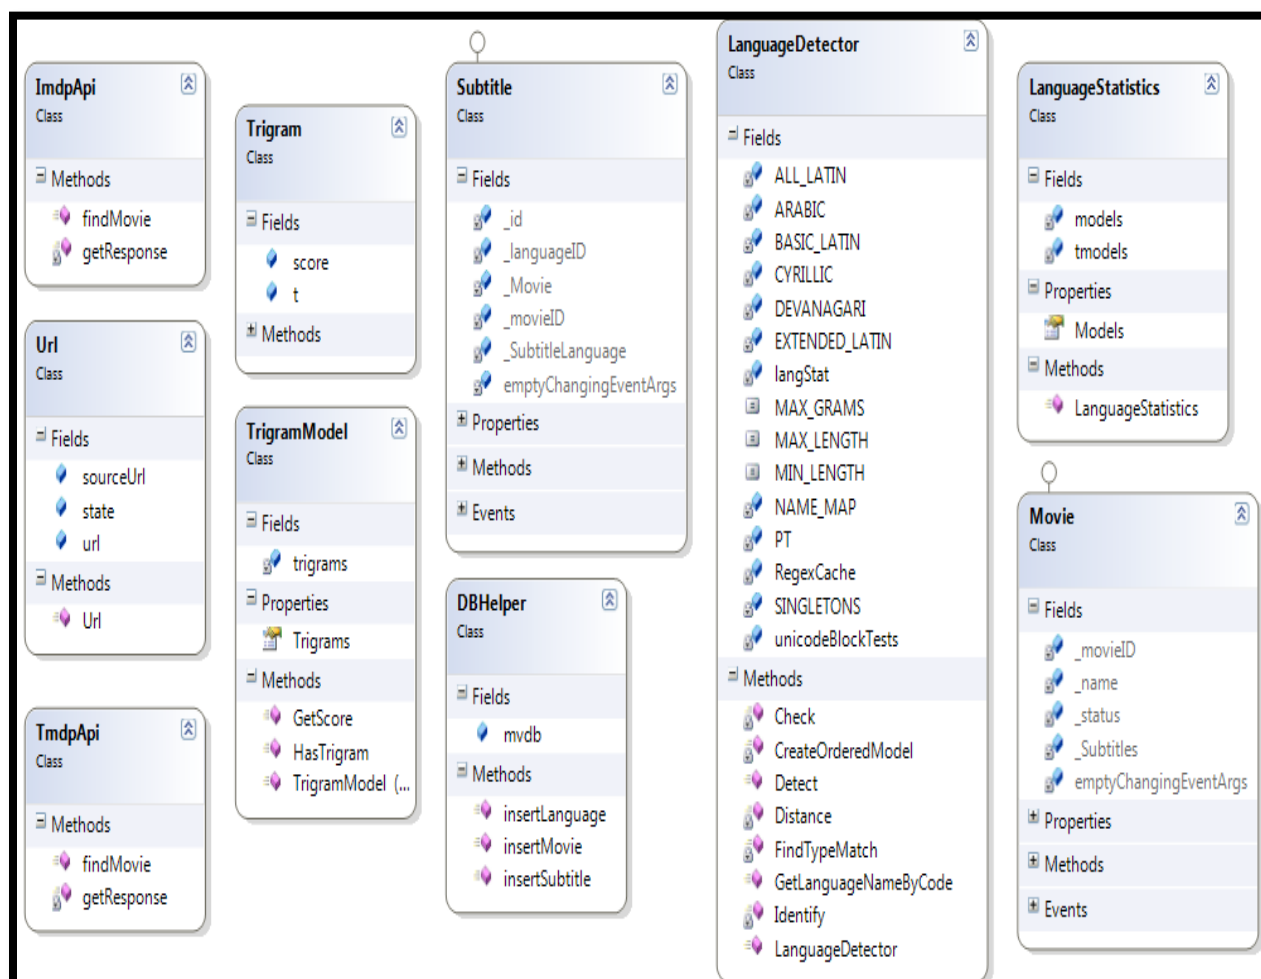 ImdpApi
Class
Methods
findMovie
getResponse
Url
Class
Fields
sourceUrl
state
url
Methods
Url
TmdpApi
Class
Methods
findMovie
getResponse
Trigram
Class
Fields
score
t
Methods
TrigramModel
Class
Fields
trigrams
Properties
Trigrams
Methods
GetScore
HasTrigram
TrigramModel (...
Subtitle
Class
Fields
_id
_languageID
_Movie
_movieID
_SubtitleLanguage
emptyChangingEventArgs
Properties
Methods
Events
DBHelper
Class
Fields
mvdb
Methods
insertLanguage
insertMovie
insertSubtitle
LanguageDetector
Class
Fields
ALL_LATIN
ARABIC
BASIC_LATIN
CYRILLIC
DEVANAGARI
EXTENDED_LATIN
langStat
MAX_GRAMS
MAX_LENGTH
MIN_LENGTH
NAME_MAP
PT
RegexCache
SINGLETONS
unicodeBlockTests
Methods
Check
CreateOrderedModel
Detect
Distance
FindTypeMatch
GetLanguageNameByCode
Identify
LanguageDetector
LanguageStatistics
Class
Fields
models
tmodels
Properties
Models
Methods
LanguageStatistics
Movie
Class
Fields
_movieID
_name
_status
_Subtitles
emptyChangingEventArgs
Properties
Methods
Events